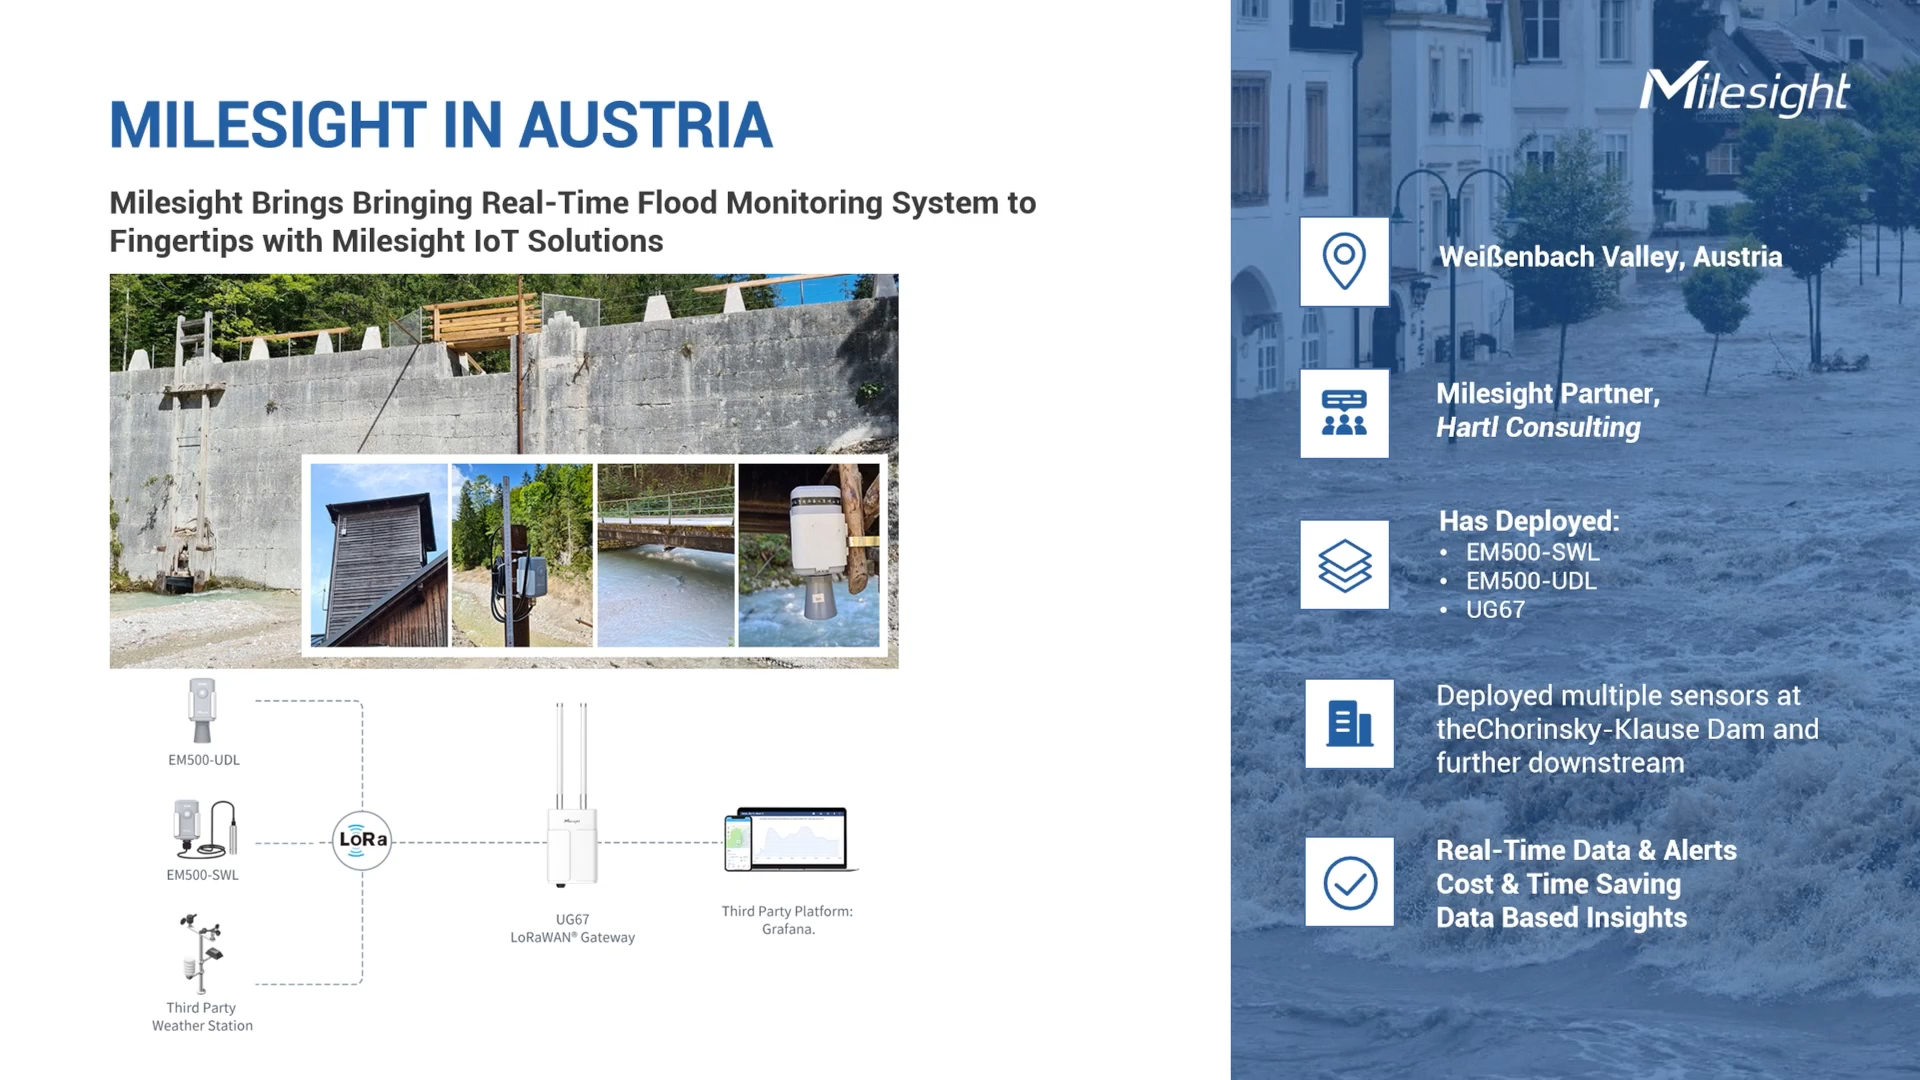 MILESIGHT IN AUSTRIA
Milesight Brings Bringing Real-Time Flood Monitoring System to
Fingertips with Milesight IoT Solutions
EM500-UDL
LoRa
EM500-SWL
Third Party
Weather Station
Milesight
UG67
LoRaWAN® Gateway
Third Party Platform:
Grafana.
Milesight
Weißenbach Valley, Austria
Milesight Partner,
Hartl Consulting
Has Deployed:
• EM500-SWL
• EM500-UDL
• UG67
Deployed multiple sensors at
theChorinsky-Klause Dam and
further downstream
Real-Time Data & Alerts
Cost & Time Saving
Data Based Insights